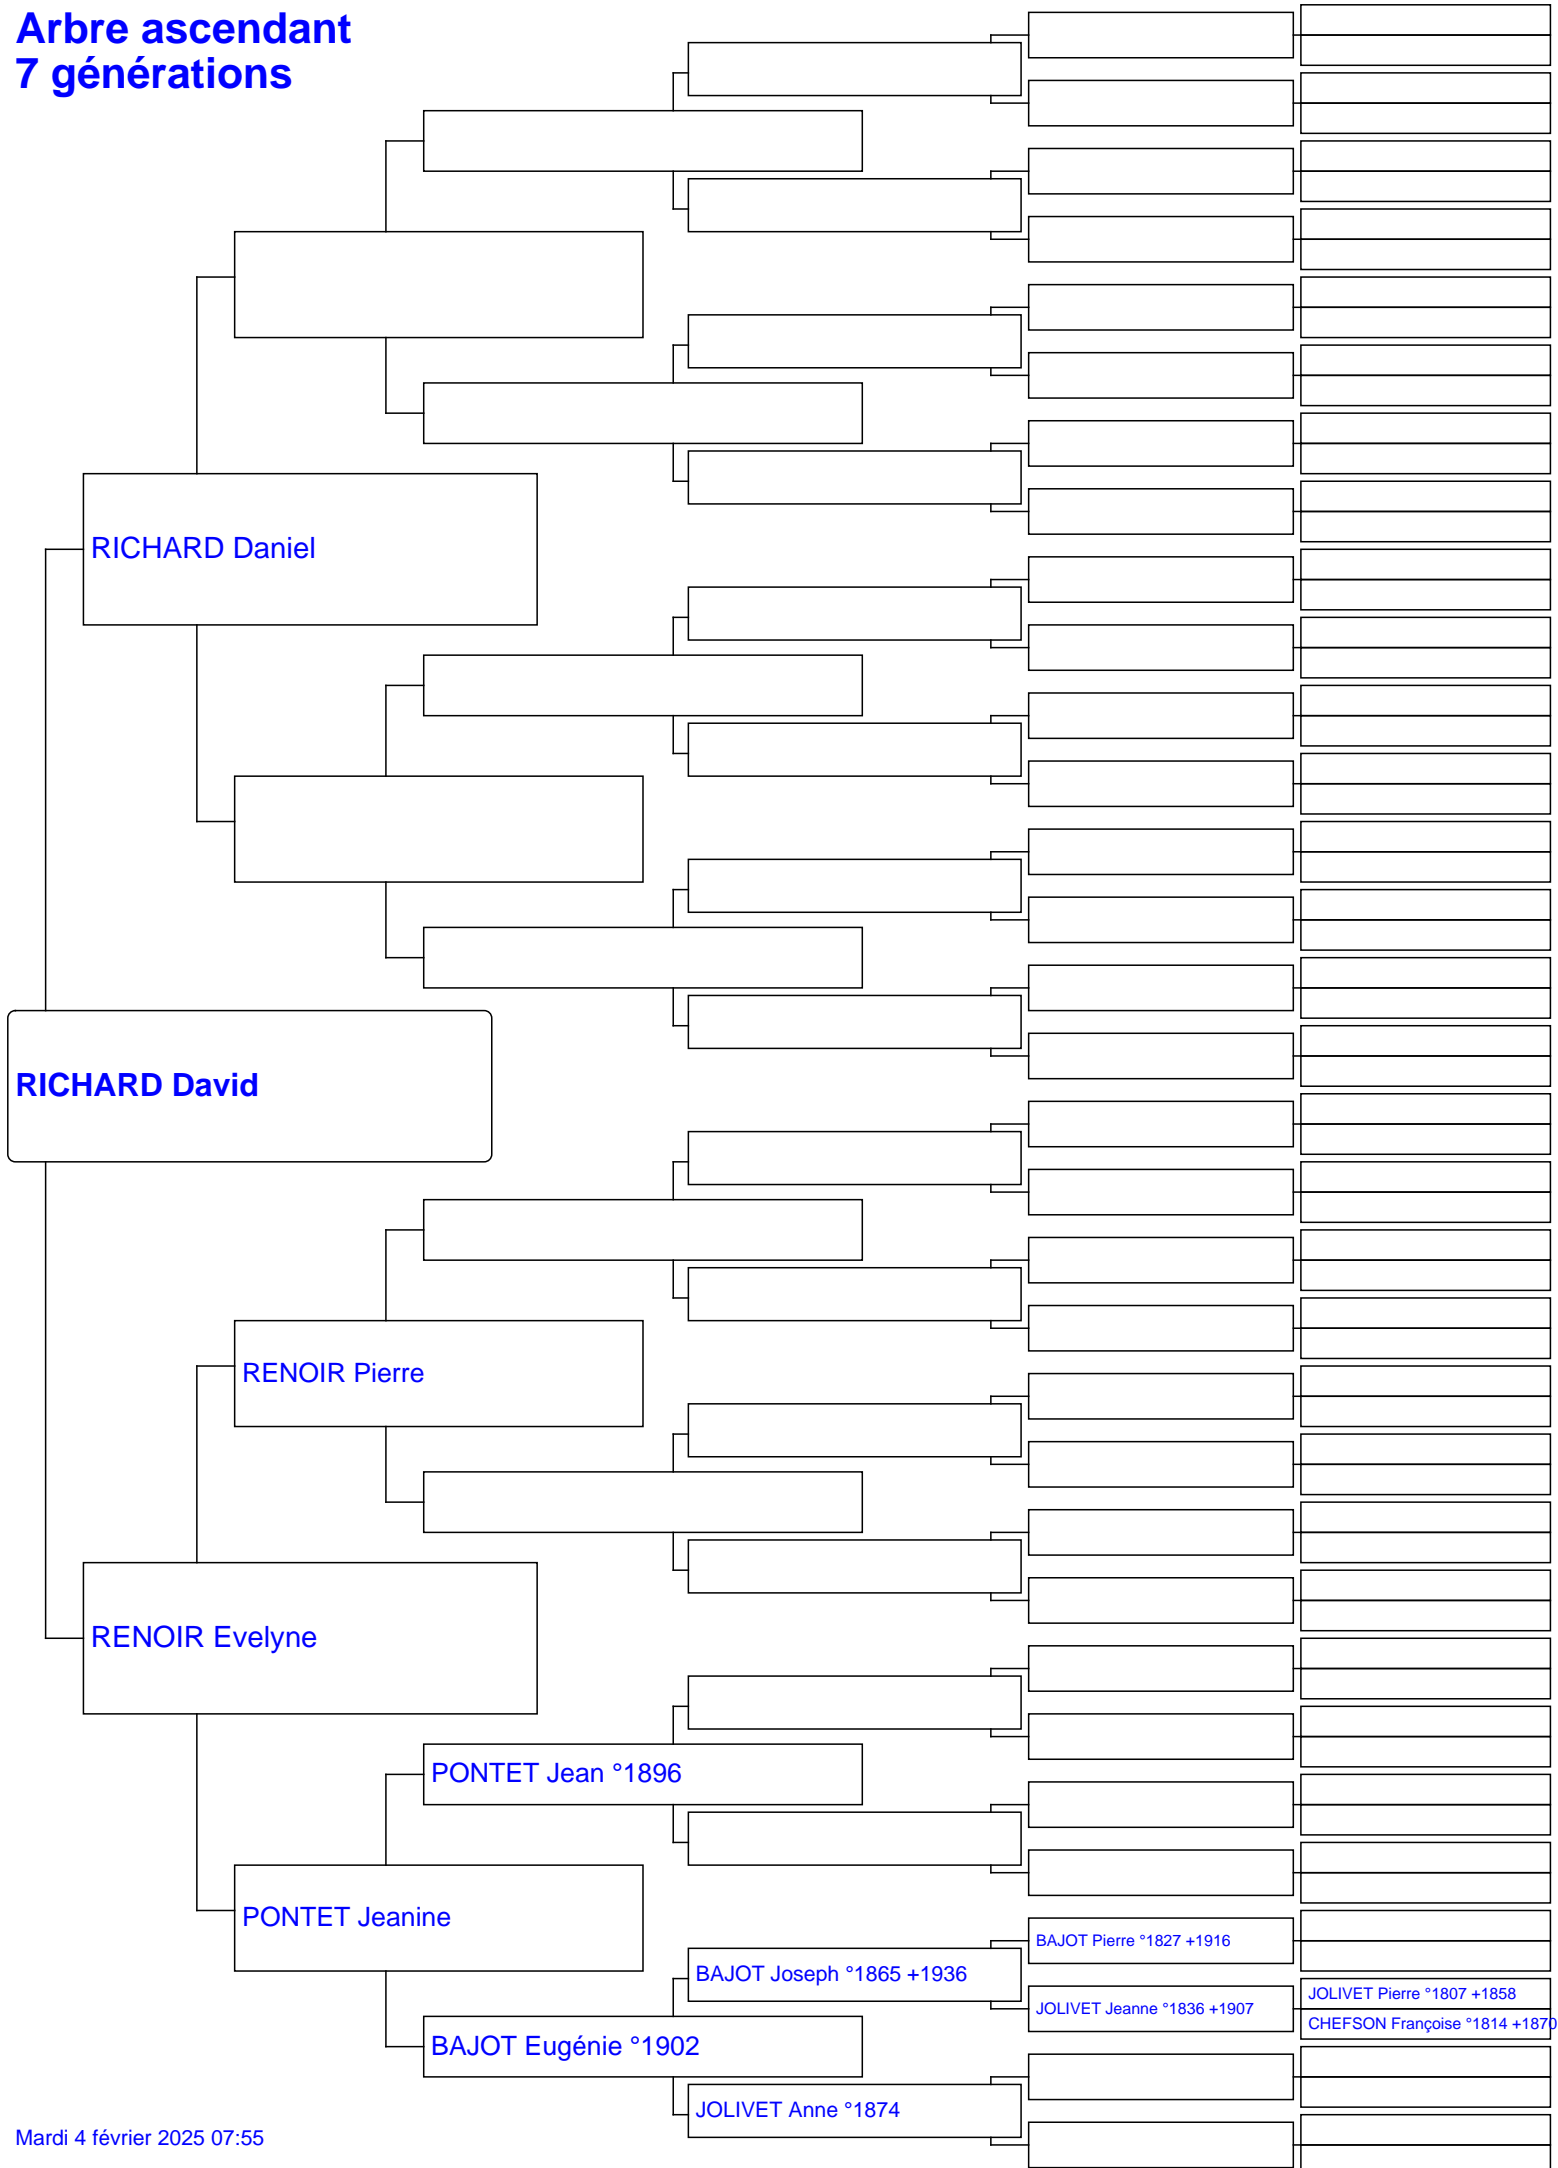 Arbre ascendant
7 générations
RICHARD Daniel
RICHARD David
RENOIR Pierre
RENOIR Evelyne
PONTET Jean °1896
PONTET Jeanine
BAJOT Pierre °1827 +1916
BAJOT Joseph °1865 +1936
JOLIVET Pierre °1807 +1858
JOLIVET Jeanne °1836 +1907
CHEFSON Françoise °1814 +1870
BAJOT Eugénie °1902
JOLIVET Anne °1874
Mardi 4 février 2025 07:55